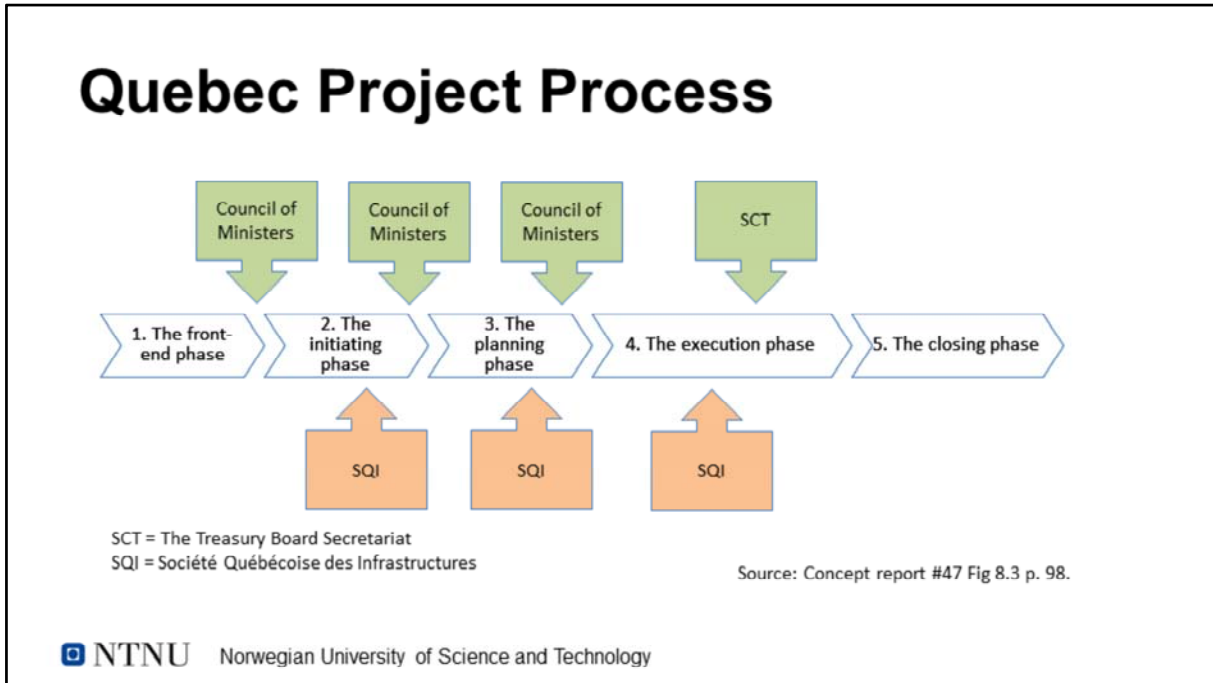 Quebec Project Process
Council of
Ministers
Council of
Ministers
Council of
Ministers
SCT
1. The front-
end phase
2. The
initiating
phase
3. The
planning
phase
4. The execution phase
5. The closing phase
SQI
SQI
SQI
SCT = The Treasury Board Secretariat
SQI = Société Québécoise des Infrastructures
Source: Concept report #47 Fig 8.3 p. 98.
NTNU Norwegian University of Science and Technology